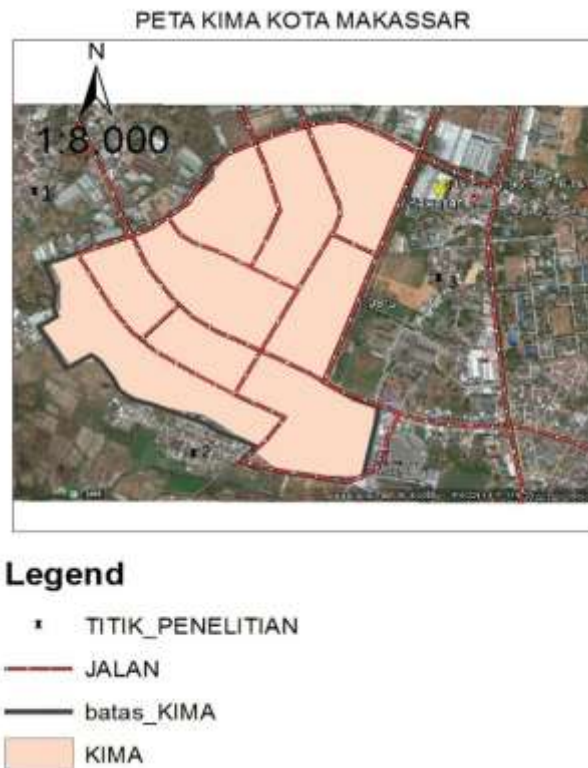 PETA KIMA KOTA MAKASSAR
N
1:8.000
1
3
2
Legend
TITIK_PENELITIAN
JALAN
batas_KIMA
KIMA